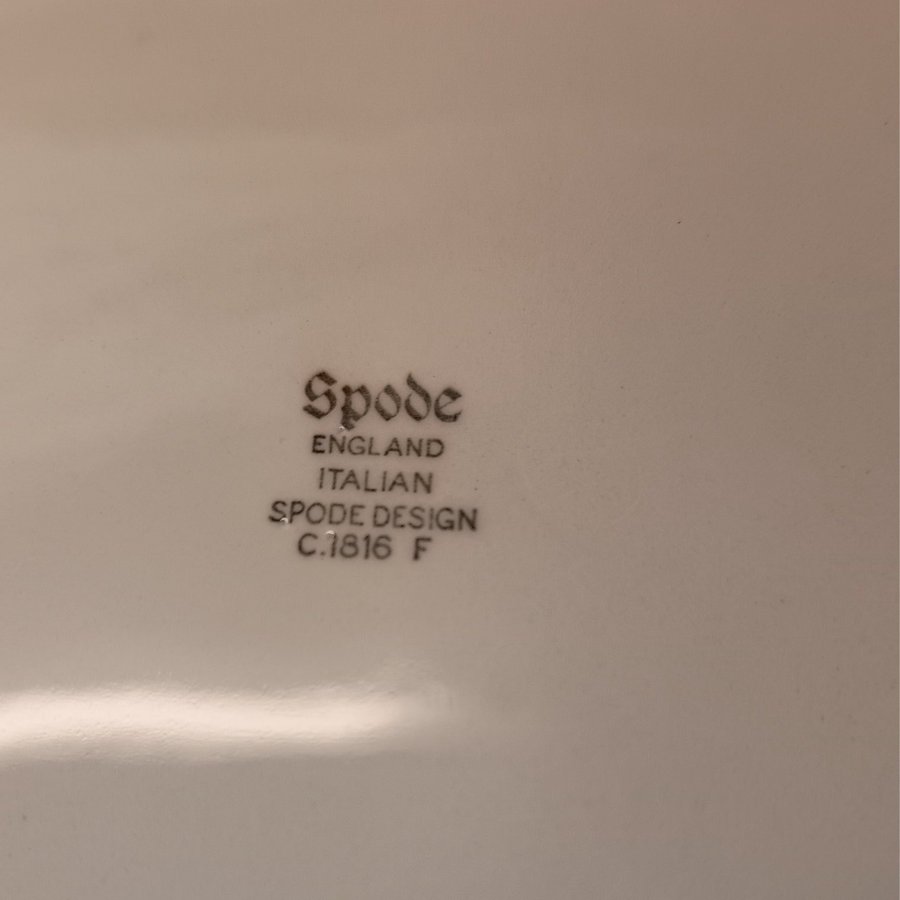 Spode
ENGLAND
ITALIAN
SPODE DESIGN
C.1816 F